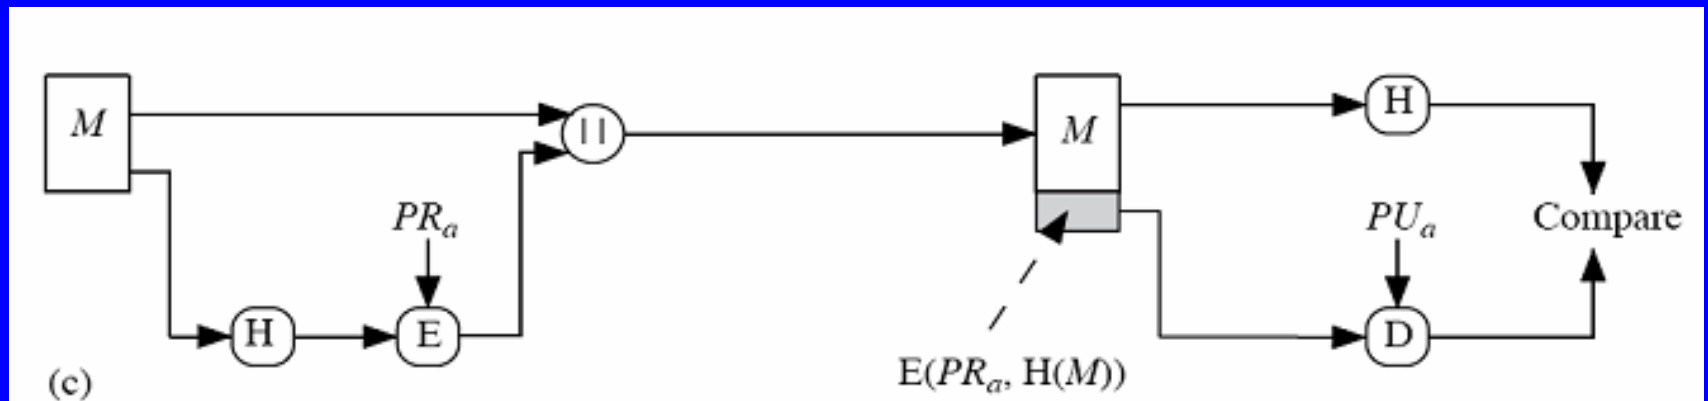 M
||
M
H
PRa
PUa
Compare
H
E
D
(c)
E(PRa, H(M))